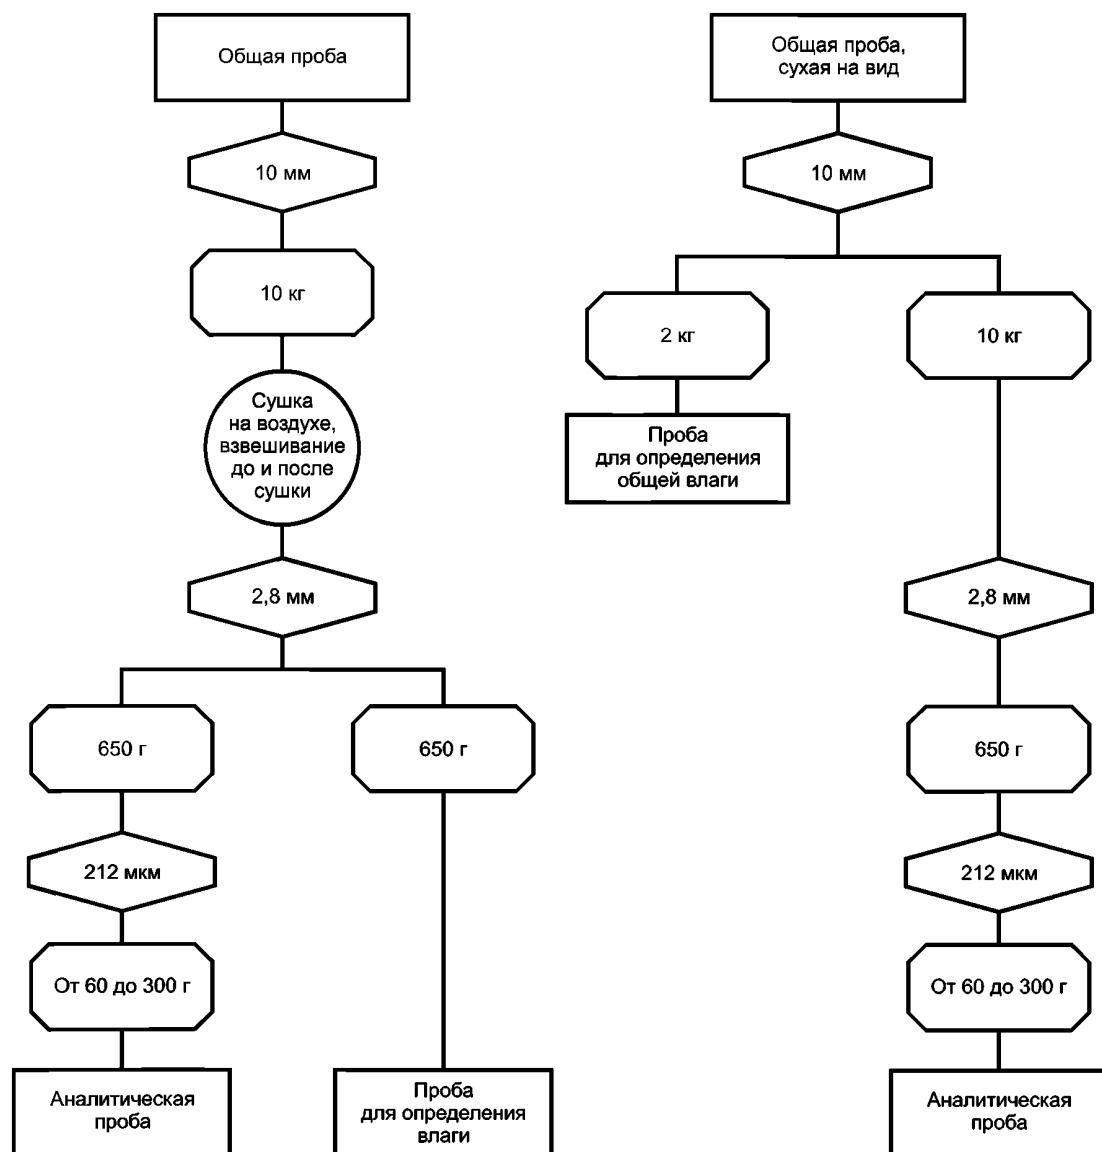 Общая проба
10 мм
10 кг
Сушка
на воздухе,
взвешивание
до и после
сушки
2,8 мм
650 г
650 г
212 мкм
От 60 до 300 г
Аналитическая
проба
Проба
для определения
влаги
Общая проба,
сухая на вид
10 мм
2 кг
10 кг
Проба
для определения
общей влаги
2,8 мм
650 г
212 мкм
От 60 до 300 г
Аналитическая
проба